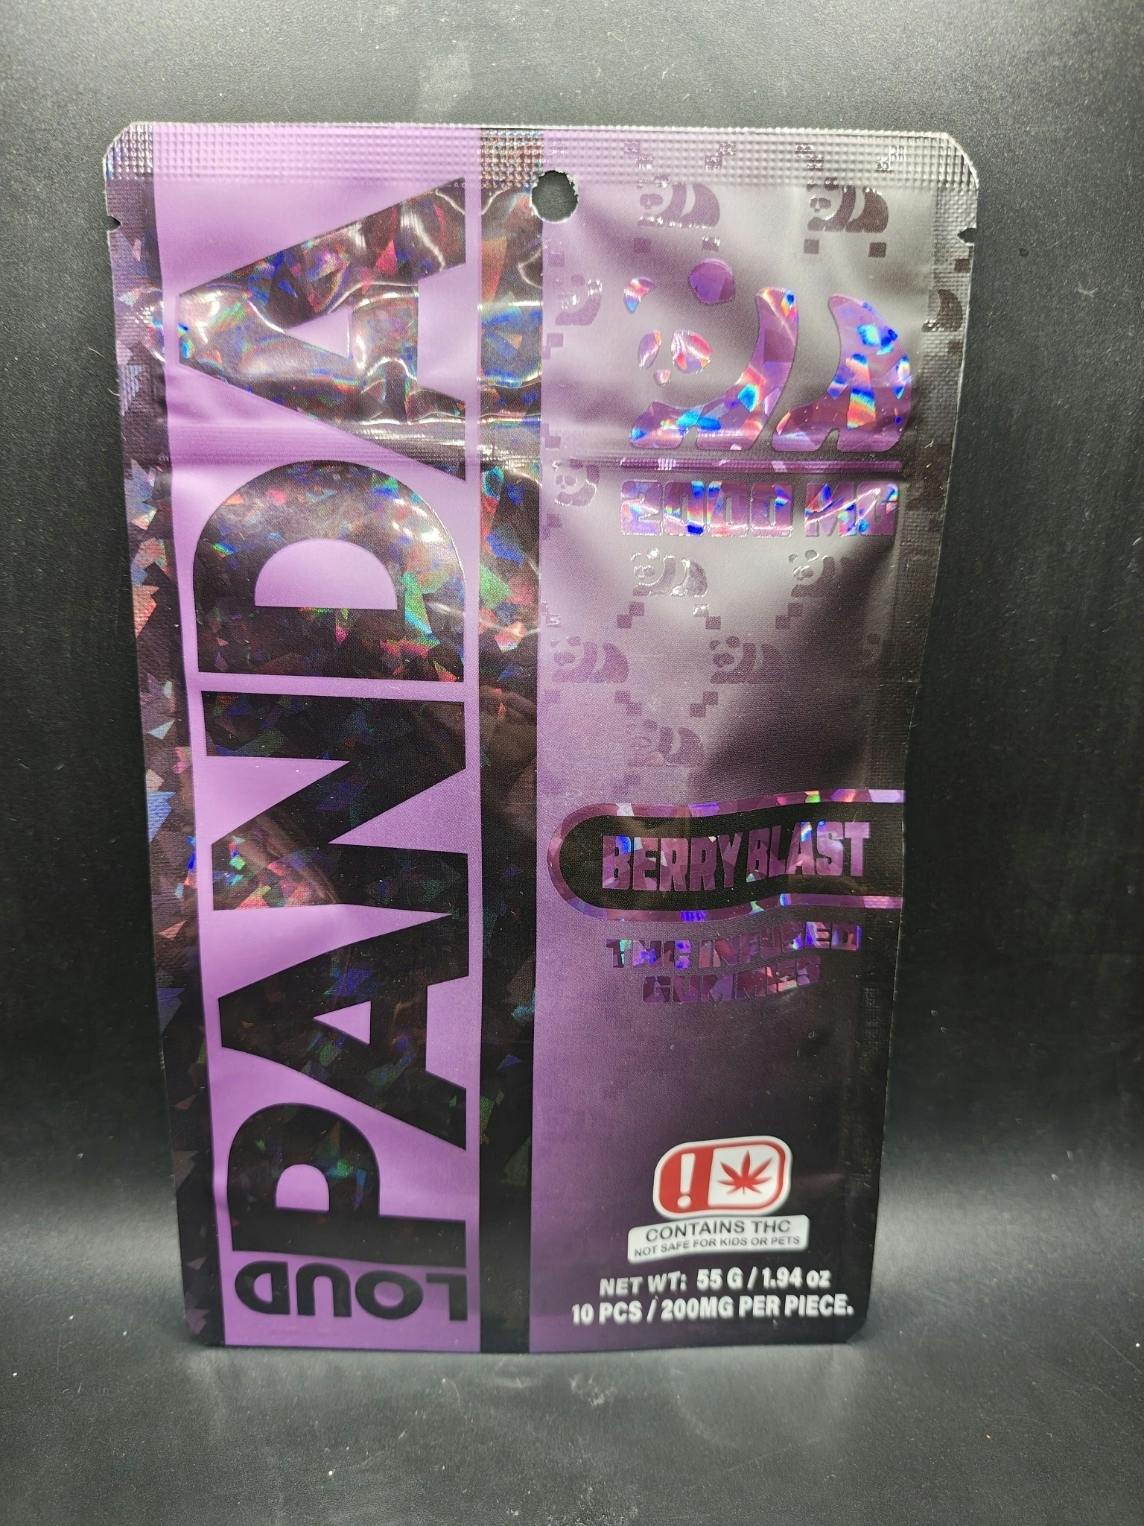 PANDA
LOUD
2000 MG
BERRY BLAST
THC INFUSED
GUMMIES
!
CONTAINS THC
NOT SAFE FOR KIDS OR PETS
NET WT: 55 G / 1.94 oz
10 PCS / 200MG PER PIECE.